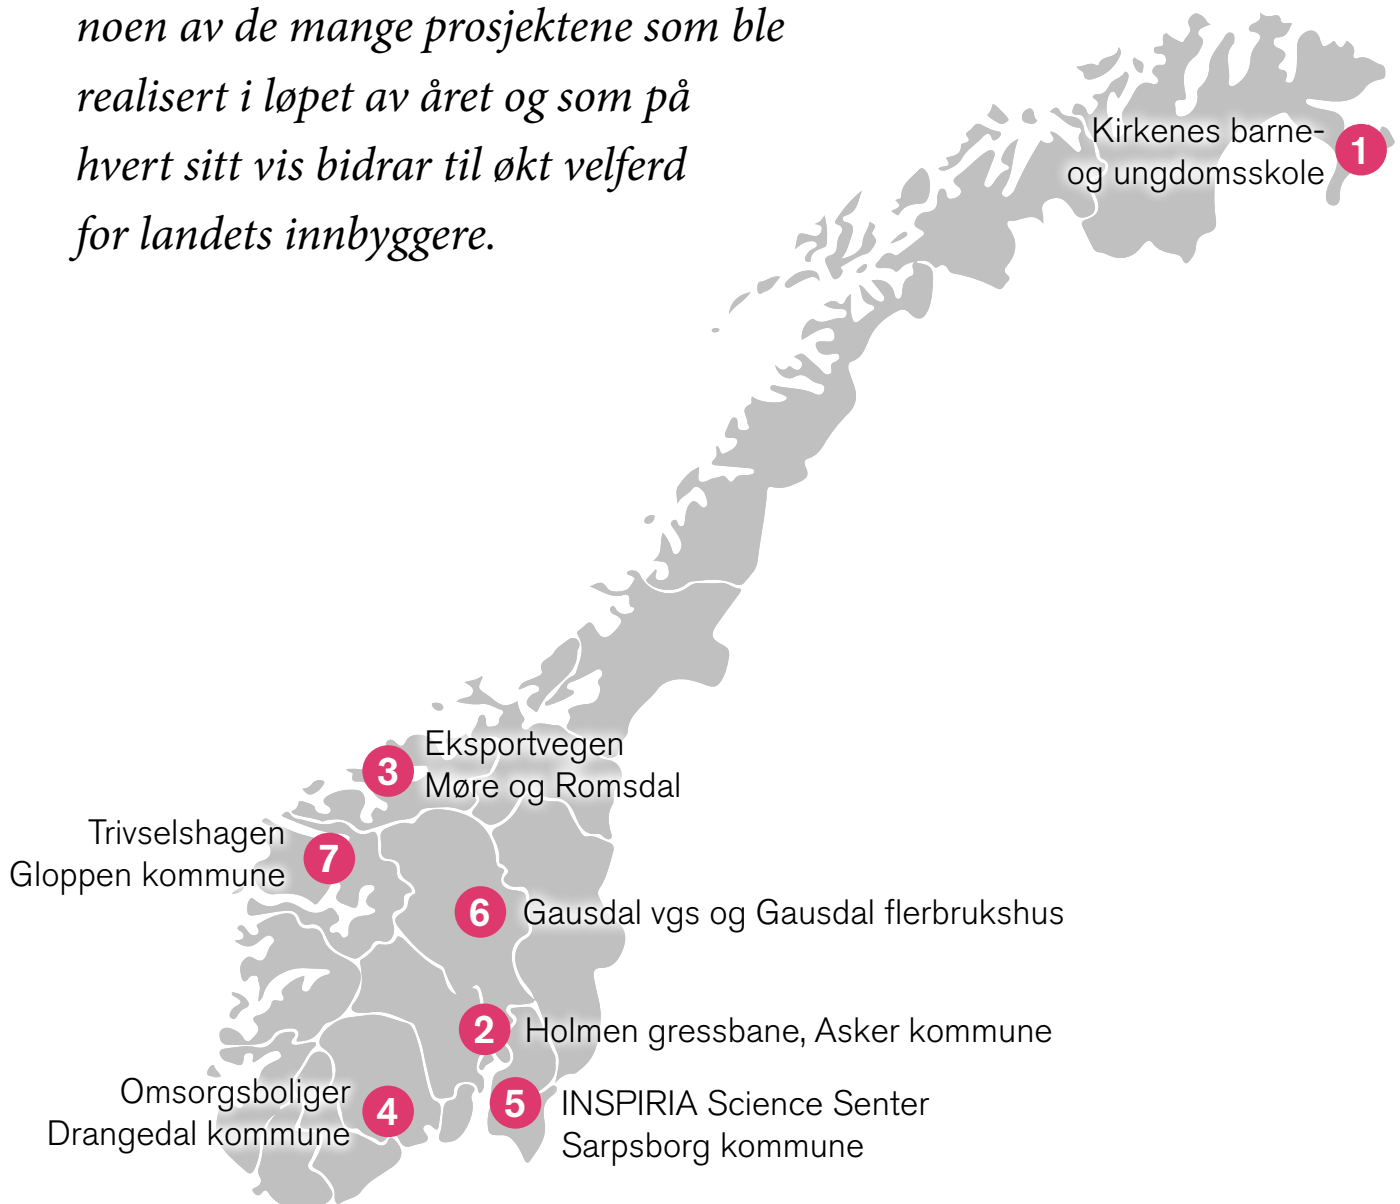 noen av de mange prosjektene som ble
realisert i løpet av året og som på
hvert sitt vis bidrar til økt velferd
for landets innbyggere.
Kirkenes barne-
og ungdomsskole
1
3
Eksportvegen
Møre og Romsdal
Trivselshagen
Gloppen kommune
7
6
Gausdal vgs og Gausdal flerbrukshus
2
Holmen gressbane, Asker kommune
Omsorgsboliger
Drangedal kommune
4
5
INSPIRIA Science Senter
Sarpsborg kommune